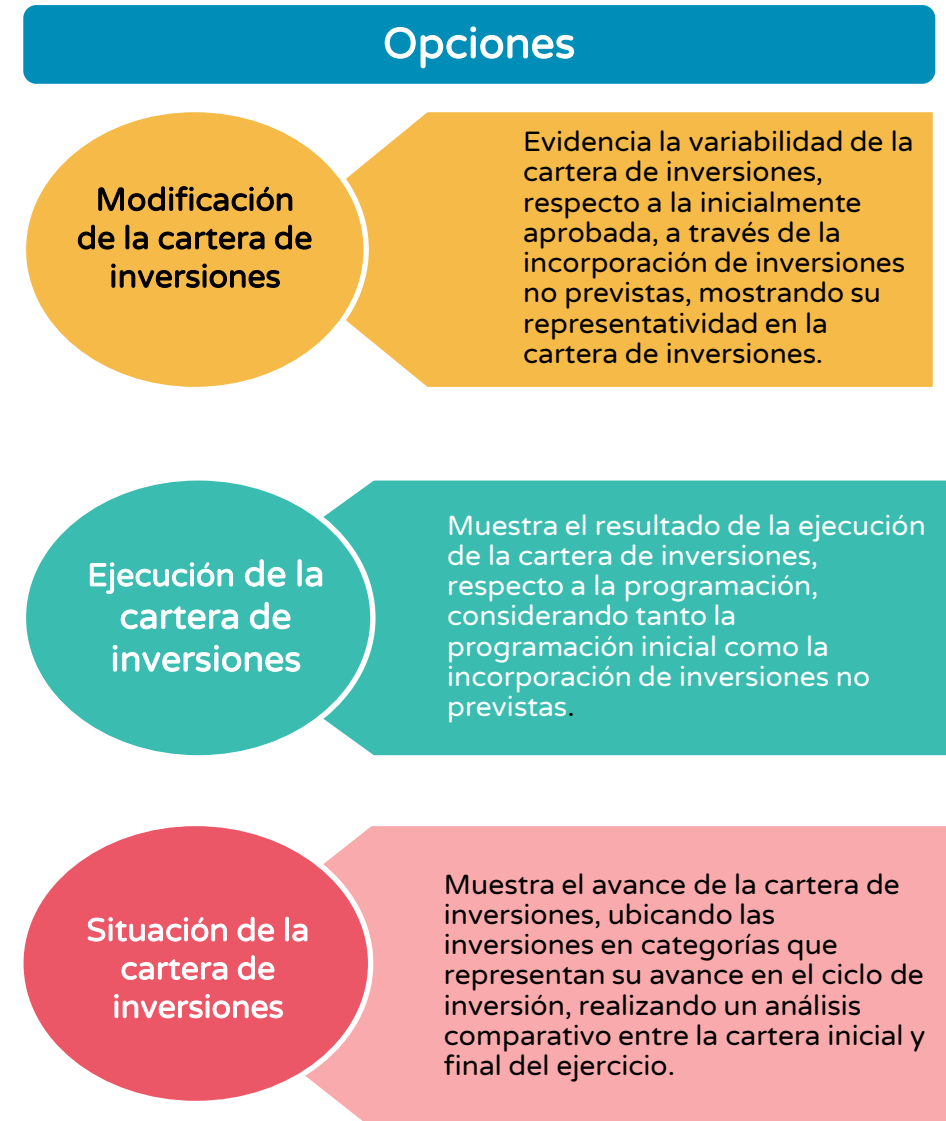 Opciones
Modificación
de la cartera de
inversiones
Evidencia la variabilidad de la
cartera de inversiones,
respecto a la inicialmente
aprobada, a través de la
incorporación de inversiones
no previstas, mostrando su
representatividad en la
cartera de inversiones.
Ejecución de la
cartera de
inversiones
Muestra el resultado de la ejecución
de la cartera de inversiones,
respecto a la programación,
considerando tanto la
programación inicial como la
incorporación de inversiones no
previstas.
Situación de la
cartera de
inversiones
Muestra el avance de la cartera de
inversiones, ubicando las
inversiones en categorías que
representan su avance en el ciclo de
inversión, realizando un análisis
comparativo entre la cartera inicial y
final del ejercicio.